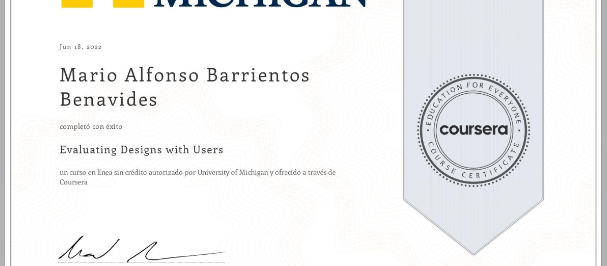 MICHIGAN
Jun 18, 2022
Mario Alfonso Barrientos
Benavides
completó con éxito
Evaluating Designs with Users
un curso en línea sin crédito autorizado por University of Michigan y ofrecido a través de
Coursera
EDUCATION FOR EVERYONE
coursera
COURSE CERTIFICATE